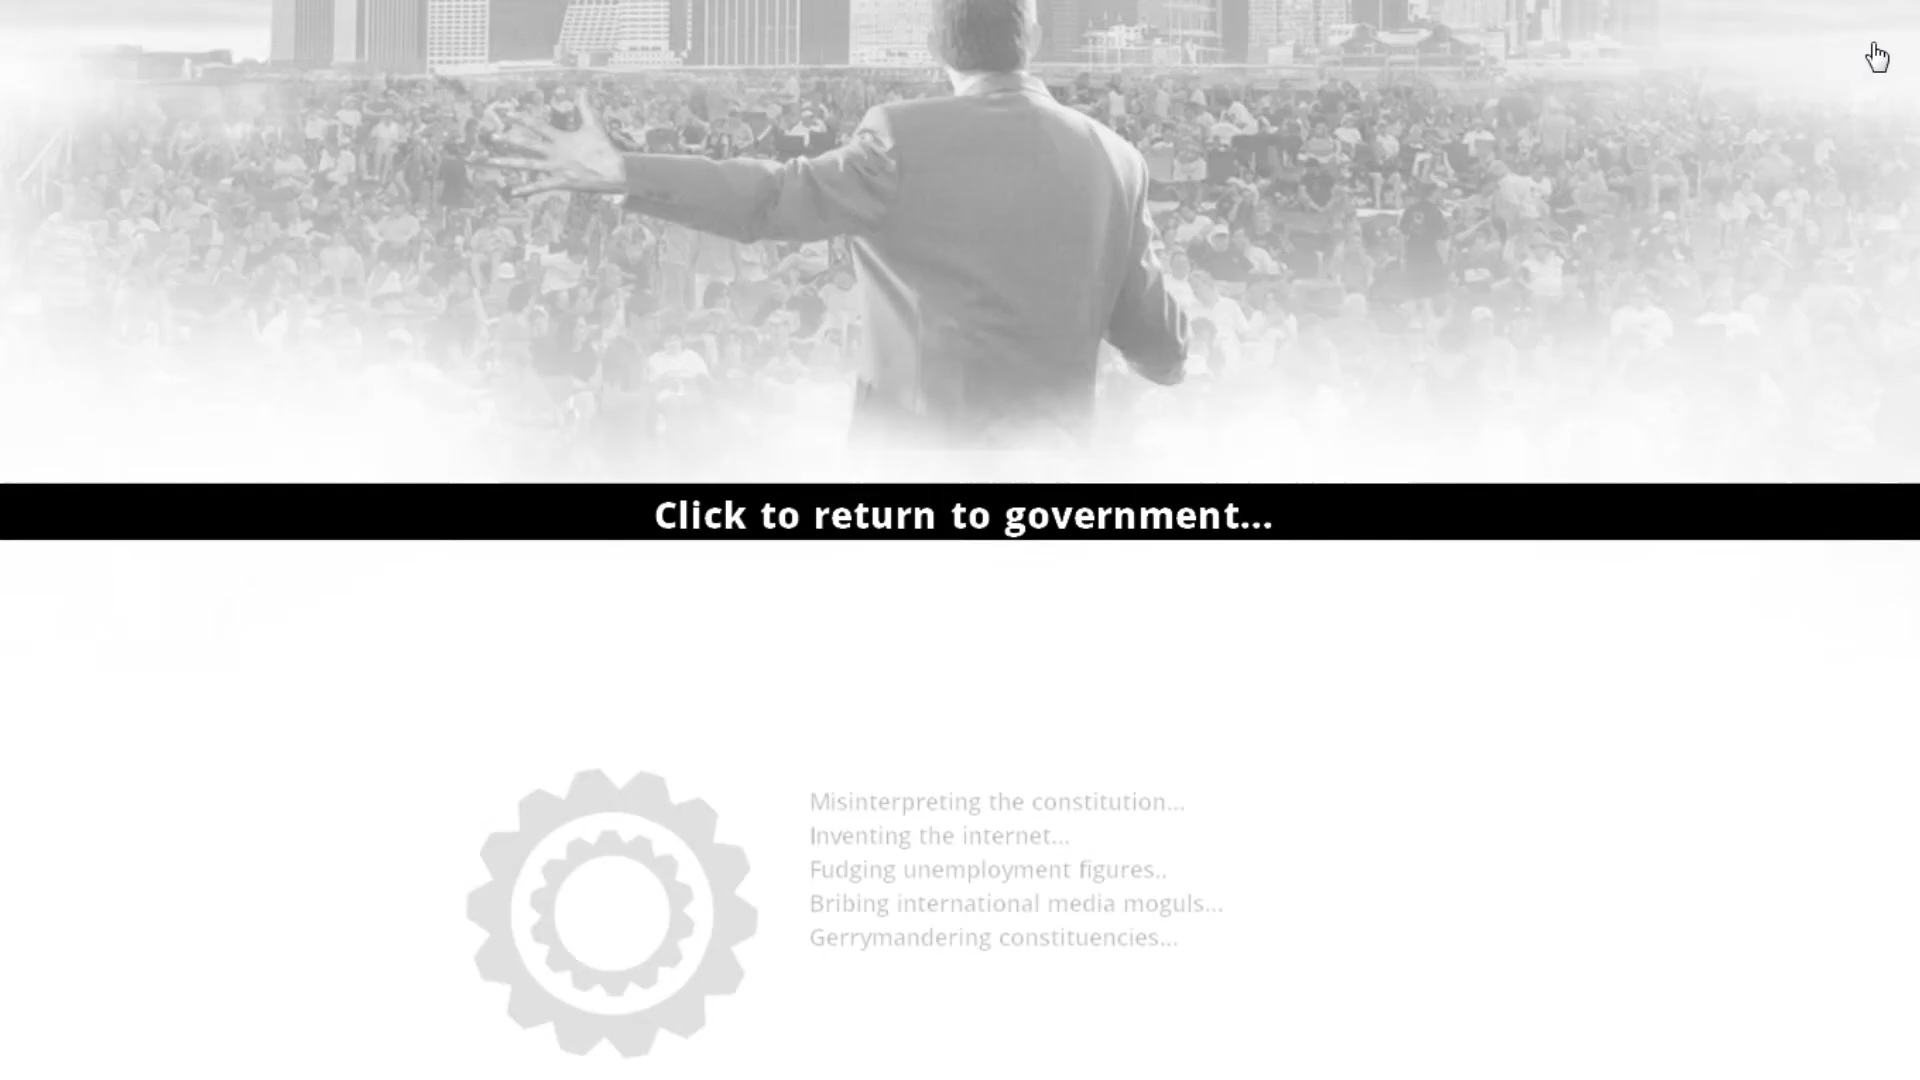 Click to return to government...
Misinterpreting the constitution...
Inventing the internet...
Fudging unemployment figures..
Bribing international media moguls...
Gerrymandering constituencies...